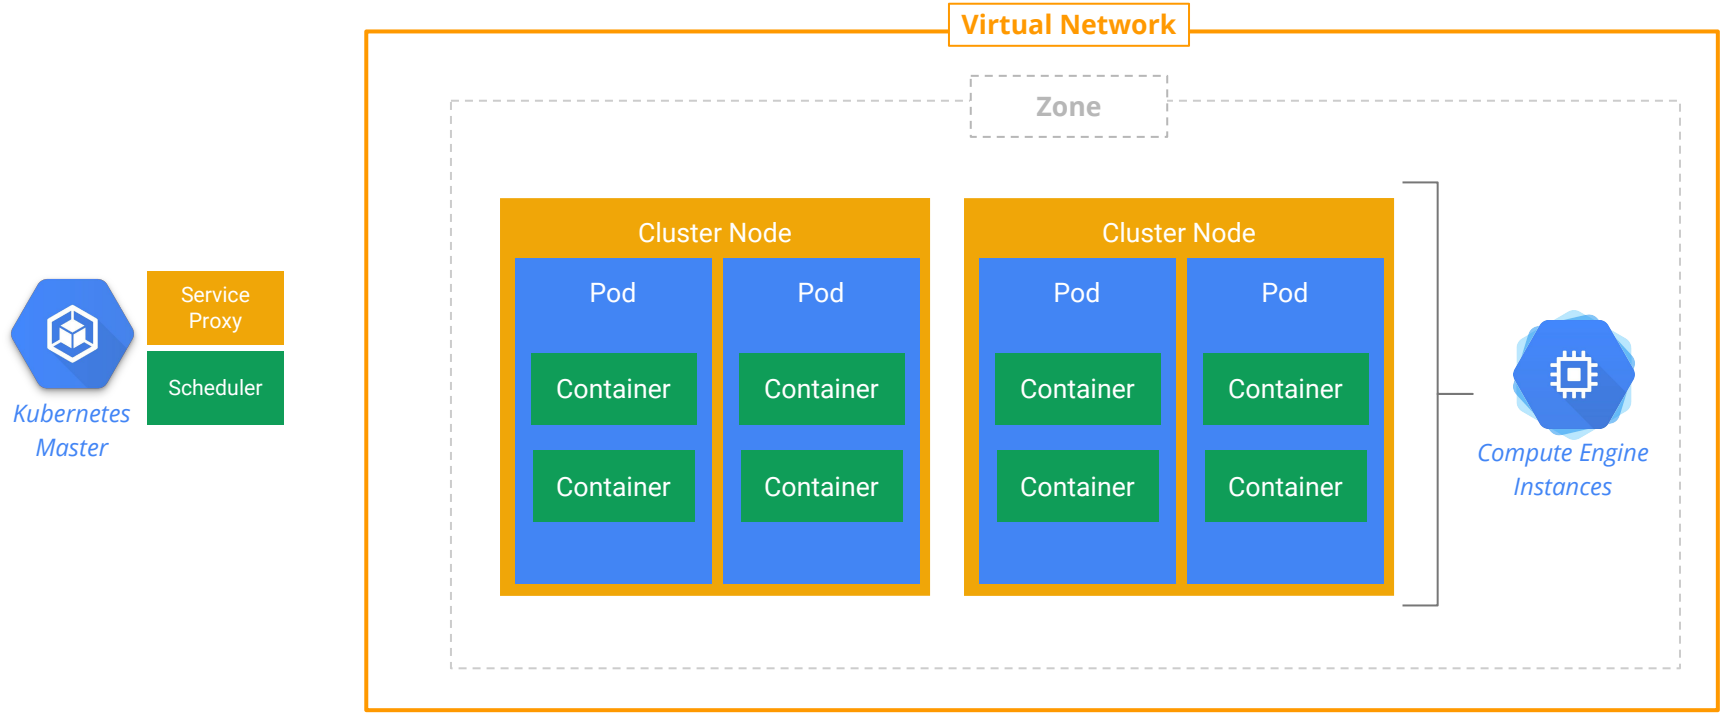 Virtual Network
Zone
Cluster Node
Cluster Node
Pod
Pod
Pod
Pod
Service
Proxy
Scheduler
Kubernetes
Master
Container
Container
Container
Container
Container
Container
Container
Container
Compute Engine
Instances